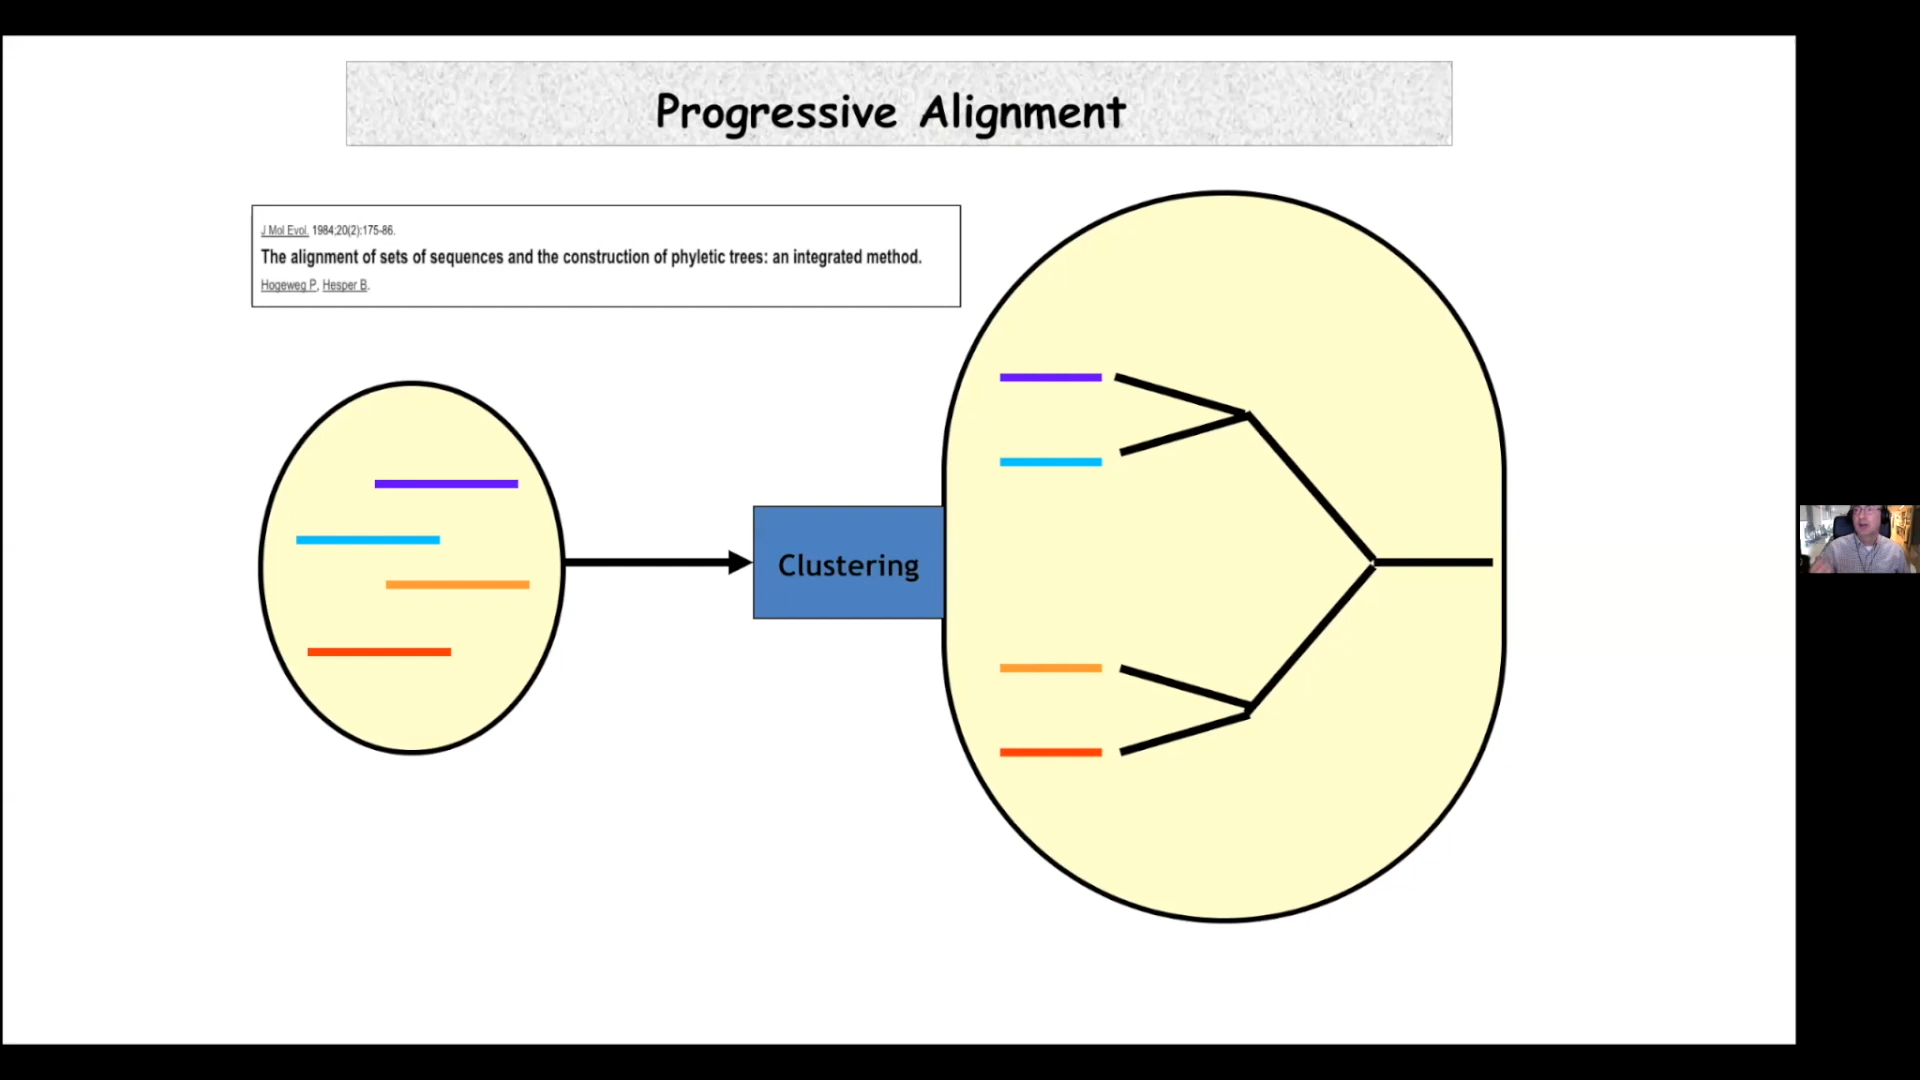 Progressive Alignment
J Mol Evol. 1984;20(2):175-86.
The alignment of sets of sequences and the construction of phyletic trees: an integrated method.
Hogeweg P, Hesper B.
Clustering